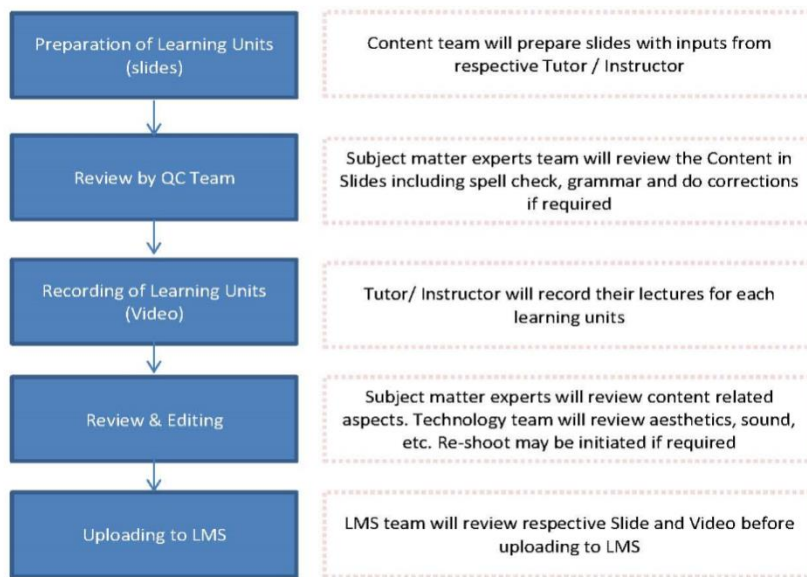 Preparation of Learning Units
(slides)
Content team will prepare slides with inputs from
respective Tutor / Instructor
Review by QC Team
Subject matter experts team will review the Content in
Slides including spell check, grammar and do corrections
if required
Recording of Learning Units
(Video)
Tutor/ Instructor will record their lectures for each
learning units
Review & Editing
Subject matter experts will review content related
aspects. Technology team will review aesthetics, sound,
etc. Re-shoot may be initiated if required
Uploading to LMS
LMS team will review respective Slide and Video before
uploading to LMS